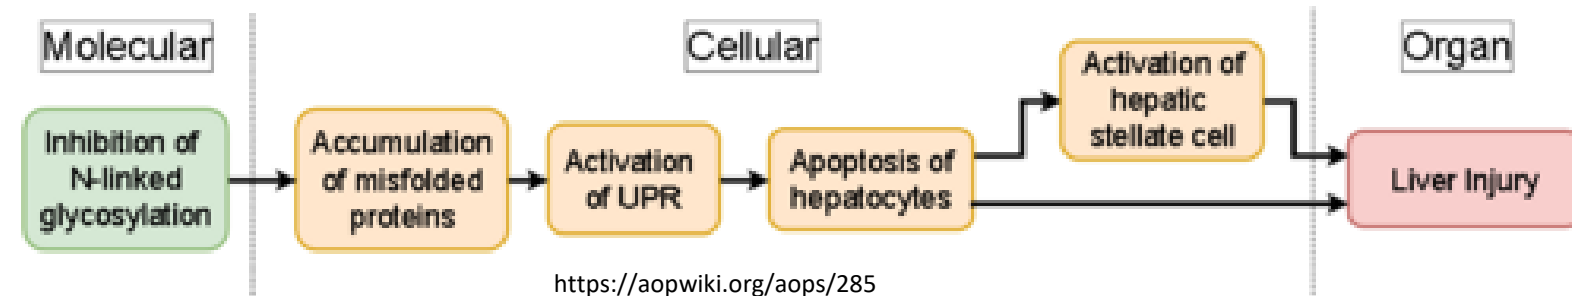 Molecular
Cellular
Organ
Inhibition of
N-linked
glycosylation
Accumulation
of misfolded
proteins
Activation
of UPR
Apoptosis of
hepatocytes
Activation of
hepatic
stellate cell
Liver Injury
https://aopwiki.org/aops/285